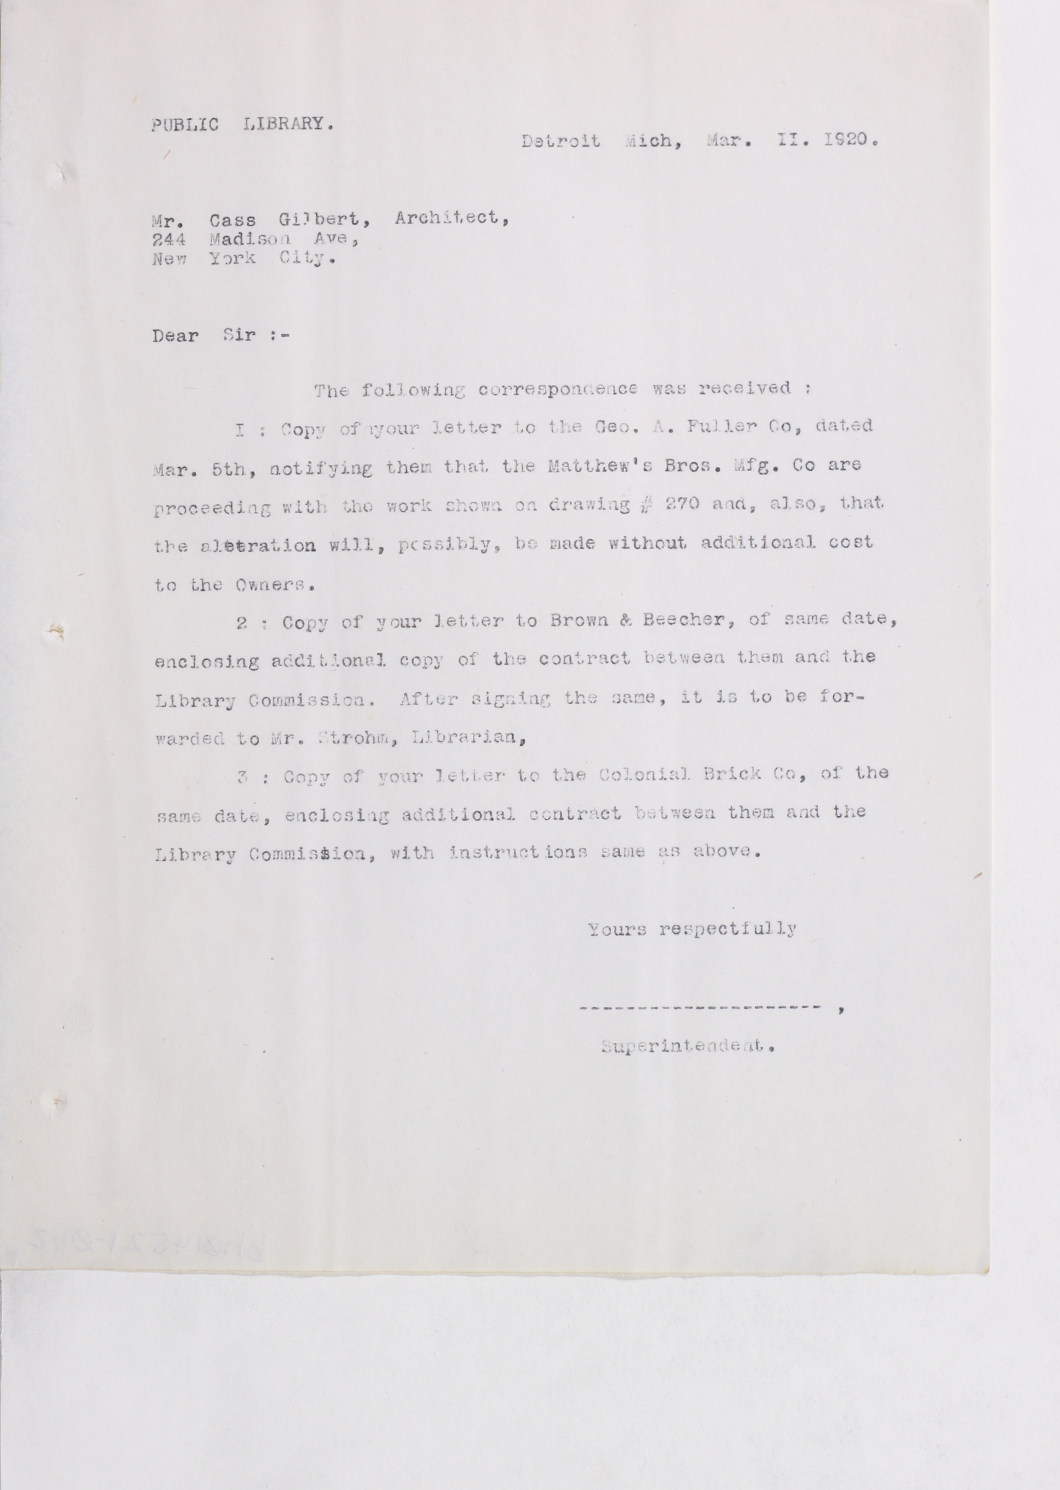 PUBLIC LIBRARY.
Detroit Mich, Mar. II. I920.
Mr. Cass Gilbert, Architect,
244 Madison Ave,
New York City.
Dear Sir :-
The following correspondence was received :
I : Copy of your letter to the Geo. A. Fuller Co, dated
Mar. 5th, notifying them that the Matthew's Bros. Mfg. Co are
proceeding with the work shown on drawing # 270 and, also, that
the alteration will, possibly, be made without additional cost
to the Owners.
2 : Copy of your letter to Brown & Beecher, of same date,
enclosing additional copy of the contract between them and the
Library Commission. After signing the same, it is to be for-
warded to Mr. Strohm, Librarian,
3 : Copy of your letter to the Colonial Brick Co, of the
same date, enclosing additional contract between them and the
Library Commission, with instructions same as above.
Yours respectfully
--------------------- ,
Superintendent.